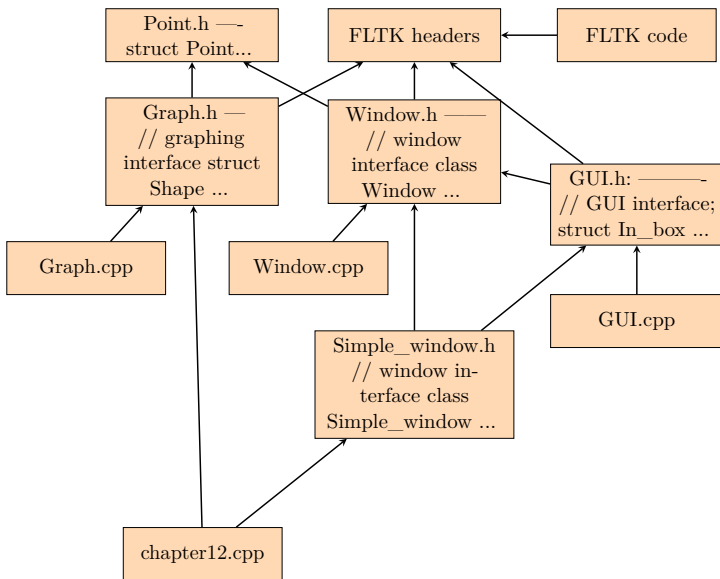 Point.h —-
struct Point...
FLTK headers
FLTK code
Graph.h —
// graphing
interface struct
Shape ...
Window.h ——
// window
interface class
Window ...
GUI.h: ———-
// GUI interface;
struct In_box ...
Graph.cpp
Window.cpp
GUI.cpp
Simple_window.h
// window in-
terface class
Simple_window ...
chapter12.cpp